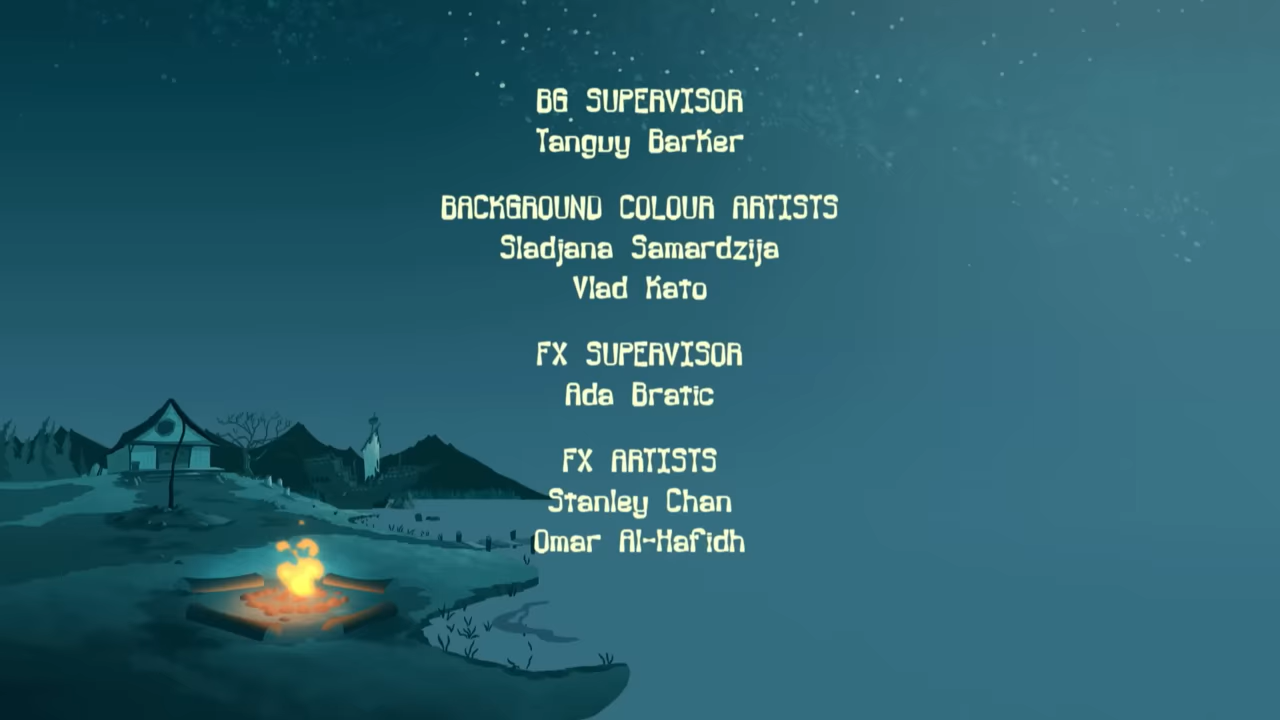 BG SUPERVISOR
Tanguy Barker
BACKGROUND COLOUR ARTISTS
Sladjana Samardzija
Vlad Kato
FX SUPERVISOR
Ada Bratic
FX ARTISTS
Stanley Chan
Omar Al-Hafidh